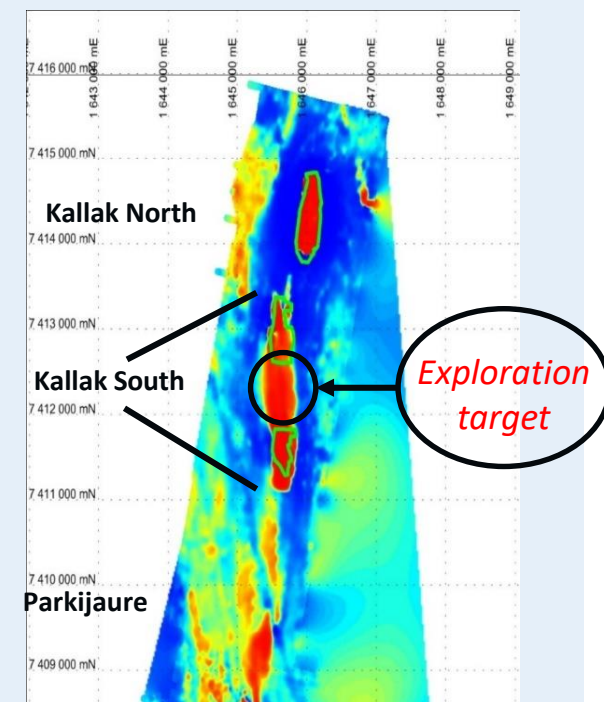 1 643 000 mE
1 644 000 mE
1 645 000 mE
1 646 000 mE
1 647 000 mE
1 648 000 mE
1 649 000 mE
7 416 000 mN
7 415 000 mN
Kallak North
7 414 000 mN
7 413 000 mN
Kallak South
Exploration
target
7 412 000 mN
7 411 000 mN
7 410 000 mN
Parkijaure
7 409 000 mN